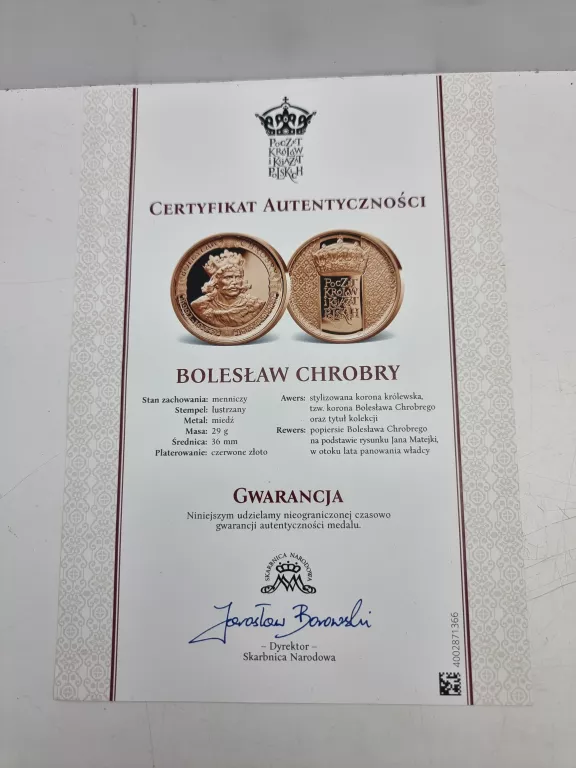 POCZET
KRÓLÓW
I KSIĄŻĄT
POLSKICH
CERTYFIKAT AUTENTYCZNOŚCI
POCZET
KRÓLÓW
I KSIĄŻĄT
POLSKICH
BOLESŁAW CHROBRY
Stan zachowania: menniczy
Stempel: lustrzany
Metal: miedź
Masa: 29 g
Średnica: 36 mm
Platerowanie: czerwone złoto
Awers: stylizowana korona królewska,
tzw. korona Bolesława Chrobrego
oraz tytuł kolekcji
Rewers: popiersie Bolesława Chrobrego
na podstawie rysunku Jana Matejki,
w otoku lata panowania władcy
GWARANCJA
Niniejszym udzielamy nieograniczonej czasowo
gwarancji autentyczności medalu.
SKARBNICA NARODOWA
Jarosław Borowski
– Dyrektor –
Skarbnica Narodowa
4002871366